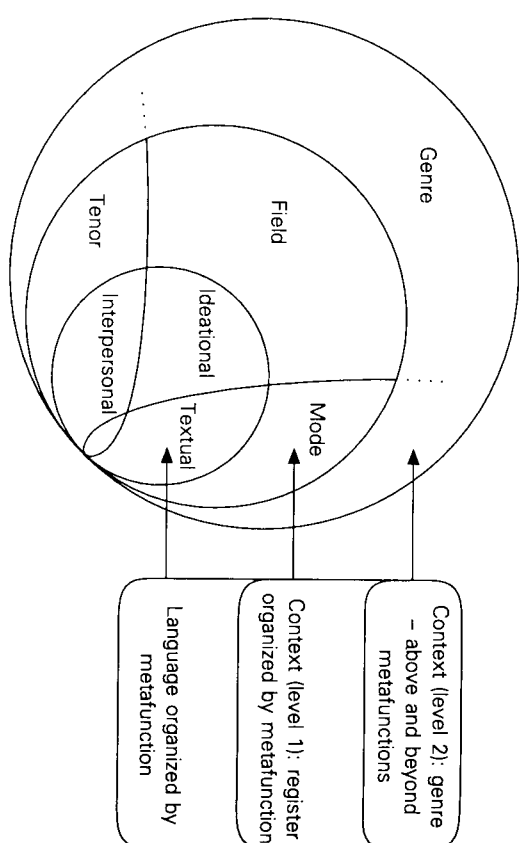 Genre
Field
Tenor
Mode
Ideational
Interpersonal
Textual
Context (level 2): genre
– above and beyond
metafunctions
Context (level 1): register
organized by metafunction
Language organized by
metafunction